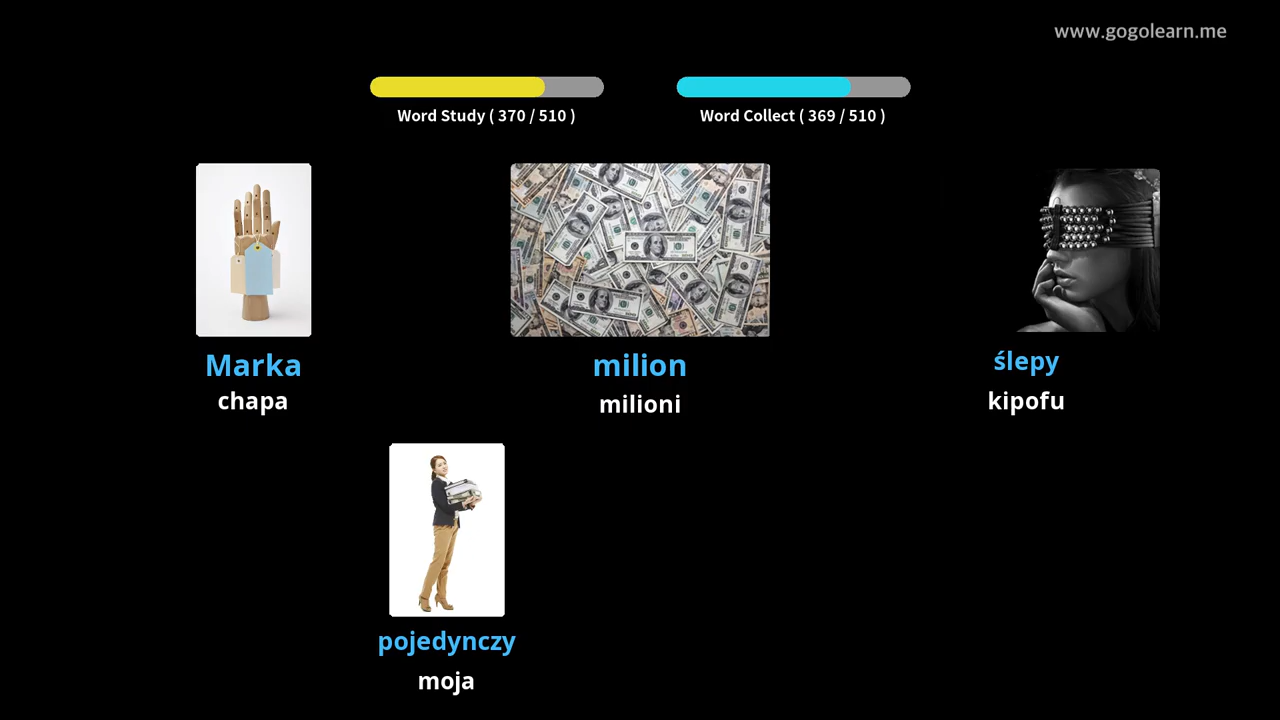 www.gogolearn.me
Word Study ( 370 / 510 )
Word Collect ( 369 / 510 )
Marka
chapa
milion
milioni
ślepy
kipofu
pojedynczy
moja